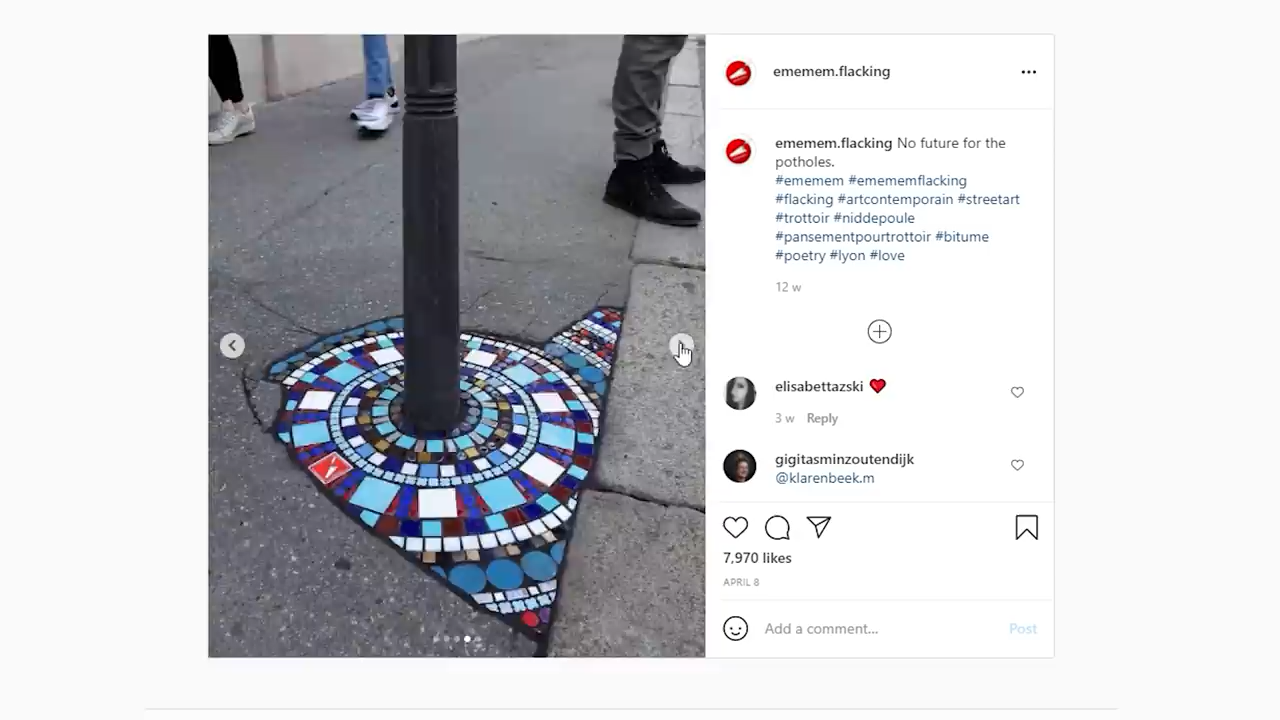 ememem.flacking
ememem.flacking No future for the
potholes.
#ememem #emememflacking
#flacking #artcontemporain #streetart
#trottoir #niddepoule
#pansementpourtrottoir #bitume
#poetry #lyon #love
12 w
elisabettazski ❤️
3 w Reply
gigitasminzoutendijk
@klarenbeek.m
7,970 likes
APRIL 8
Add a comment... Post